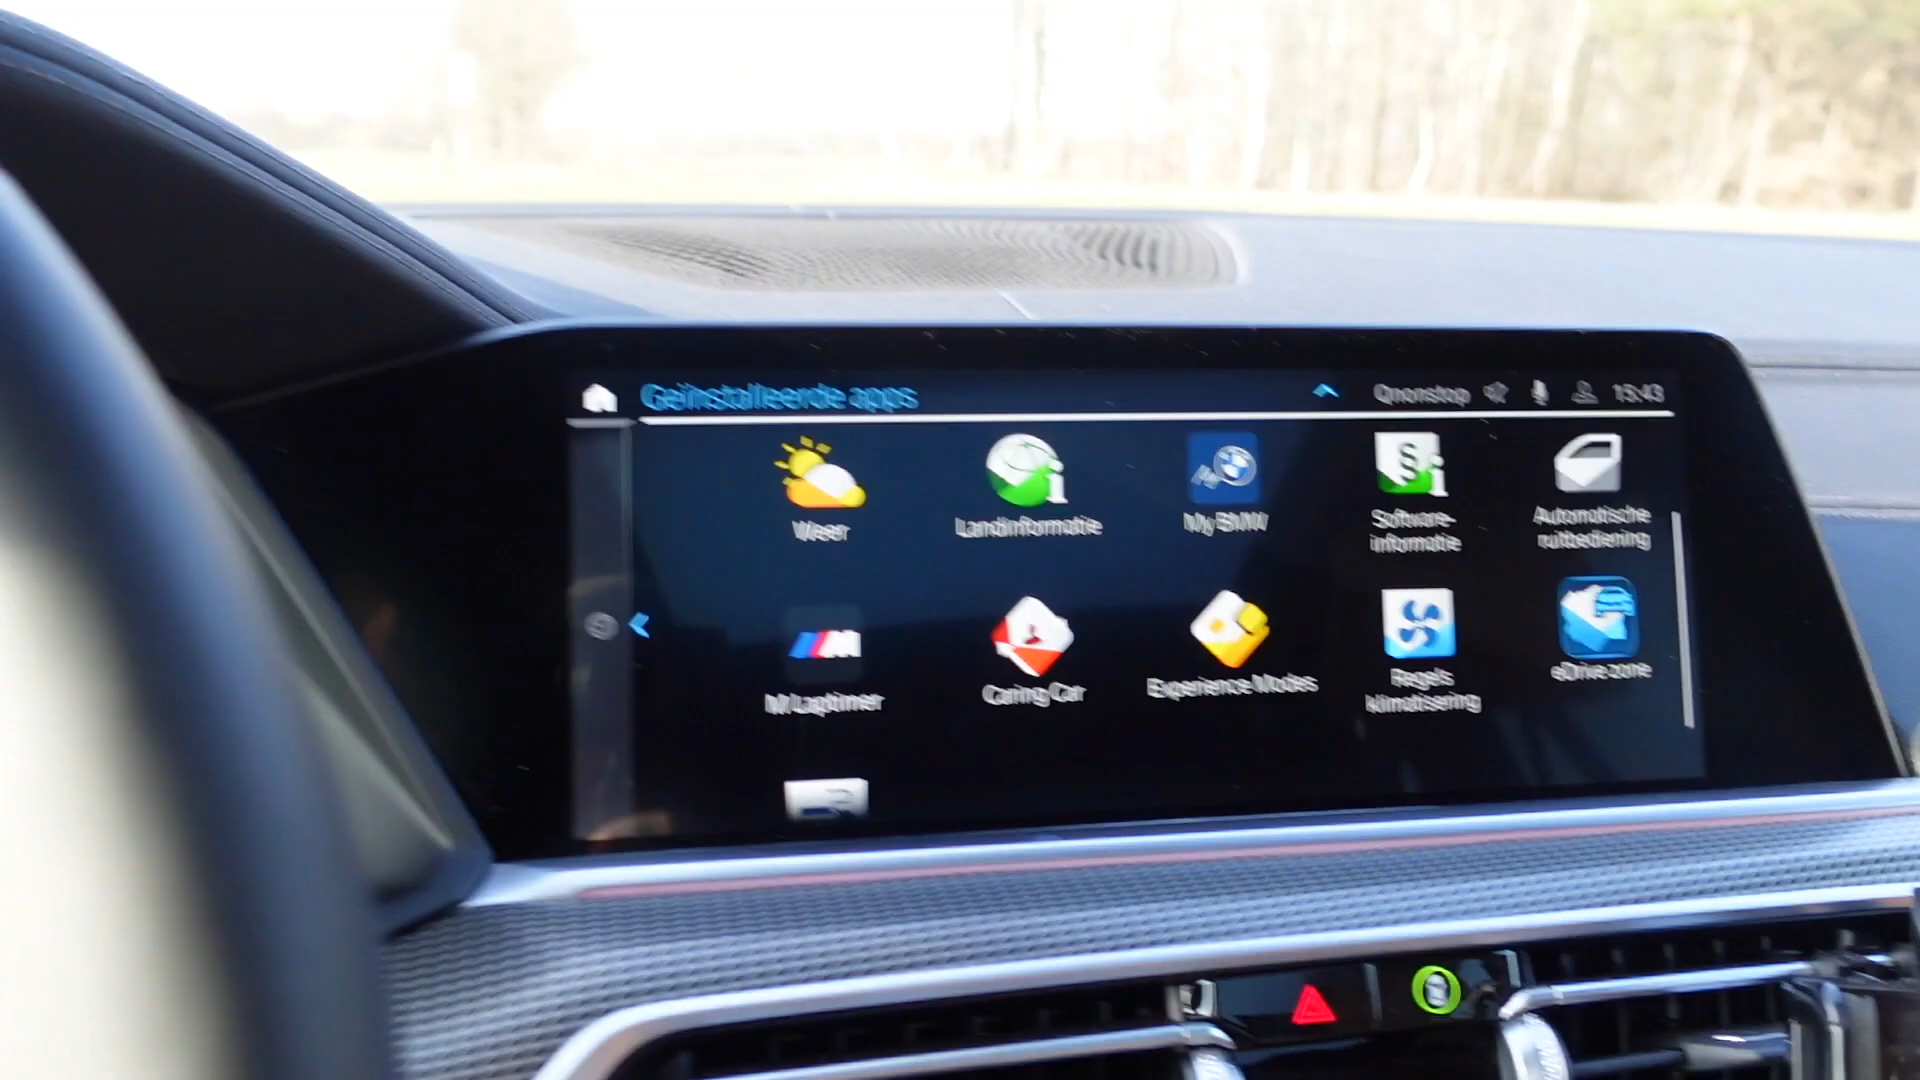 Geïnstalleerde apps
Qnonstop 15:43
Weer
Landinformatie
My BMW
Software-
informatie
Automatische
ruitbediening
M Laptimer
Caring Car
Experience Modes
Regels
klimatisering
eDrive zone